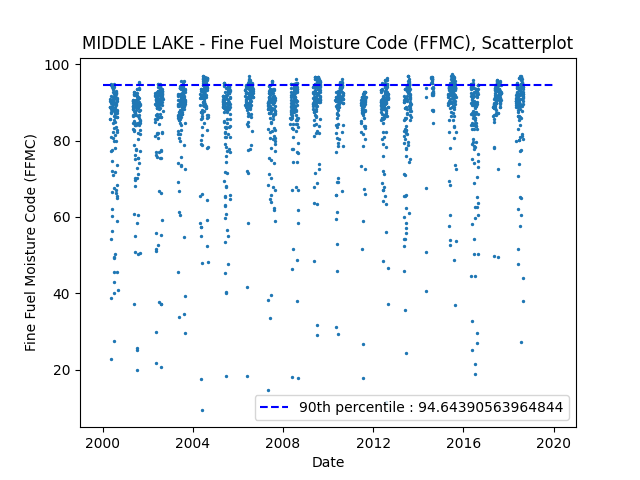 MIDDLE LAKE - Fine Fuel Moisture Code (FFMC), Scatterplot
Fine Fuel Moisture Code (FFMC)
100
80
60
40
20
90th percentile : 94.64390563964844
2000 2004 2008 2012 2016 2020
Date